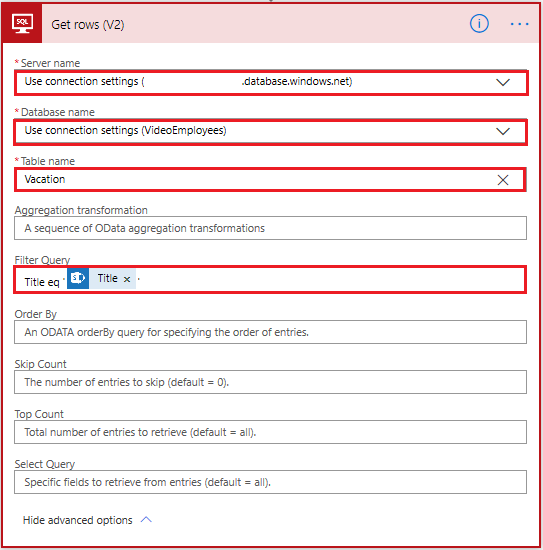 SQL
Get rows (V2)
* Server name
Use connection settings ( .database.windows.net)
* Database name
Use connection settings (VideoEmployees)
* Table name
Vacation
Aggregation transformation
A sequence of OData aggregation transformations
Filter Query
Title eq ' S Title x '
Order By
An ODATA orderBy query for specifying the order of entries.
Skip Count
The number of entries to skip (default = 0).
Top Count
Total number of entries to retrieve (default = all).
Select Query
Specific fields to retrieve from entries (default = all).
Hide advanced options